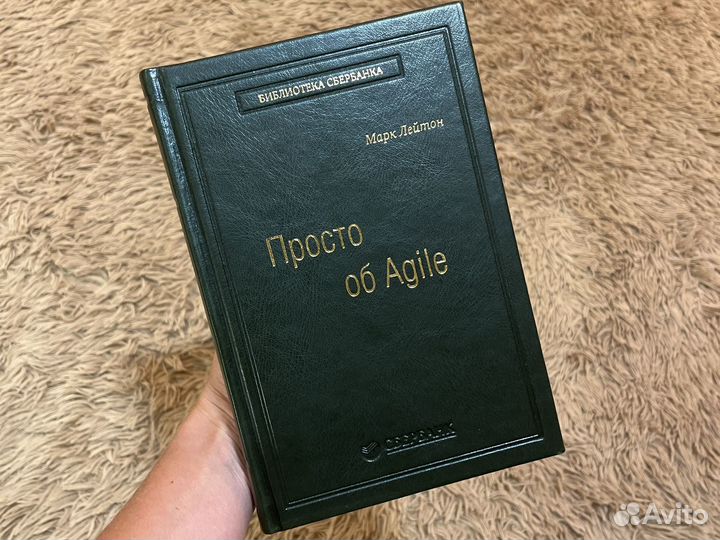 БИБЛИОТЕКА СБЕРБАНКА
Марк Лейтон
Просто
об Agile
СБЕРБАНК
Avito